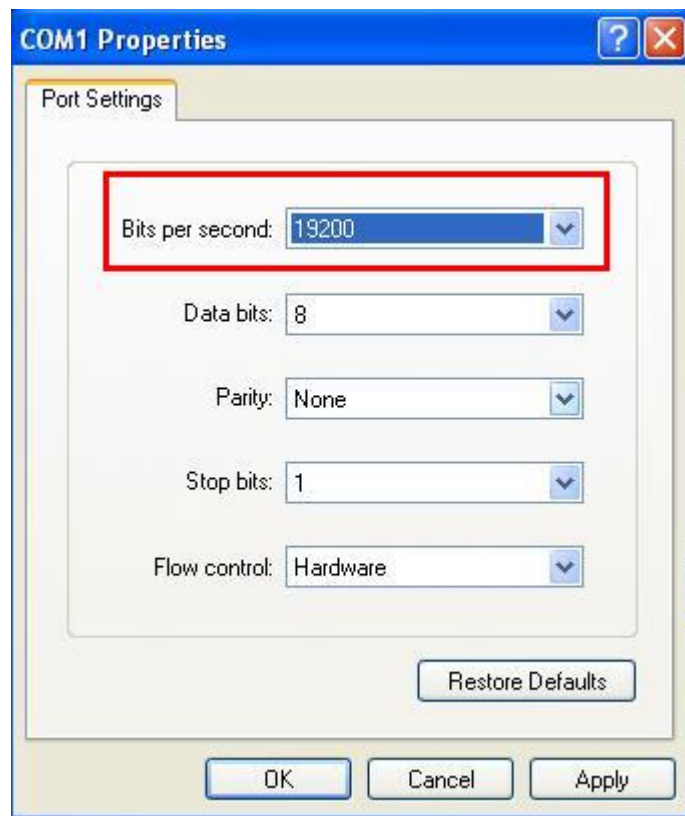 COM1 Properties
Port Settings
Bits per second: 19200
Data bits: 8
Parity: None
Stop bits: 1
Flow control: Hardware
Restore Defaults
OK Cancel Apply